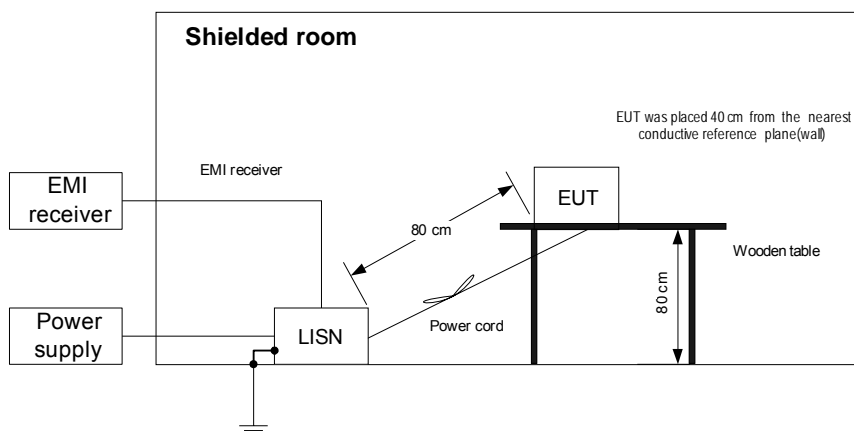 Shielded room
EUT was placed 40 cm from the nearest
conductive reference plane(wall)
EMI receiver
EMI
receiver
EUT
80 cm
Wooden table
80 cm
Power
supply
LISN
Power cord